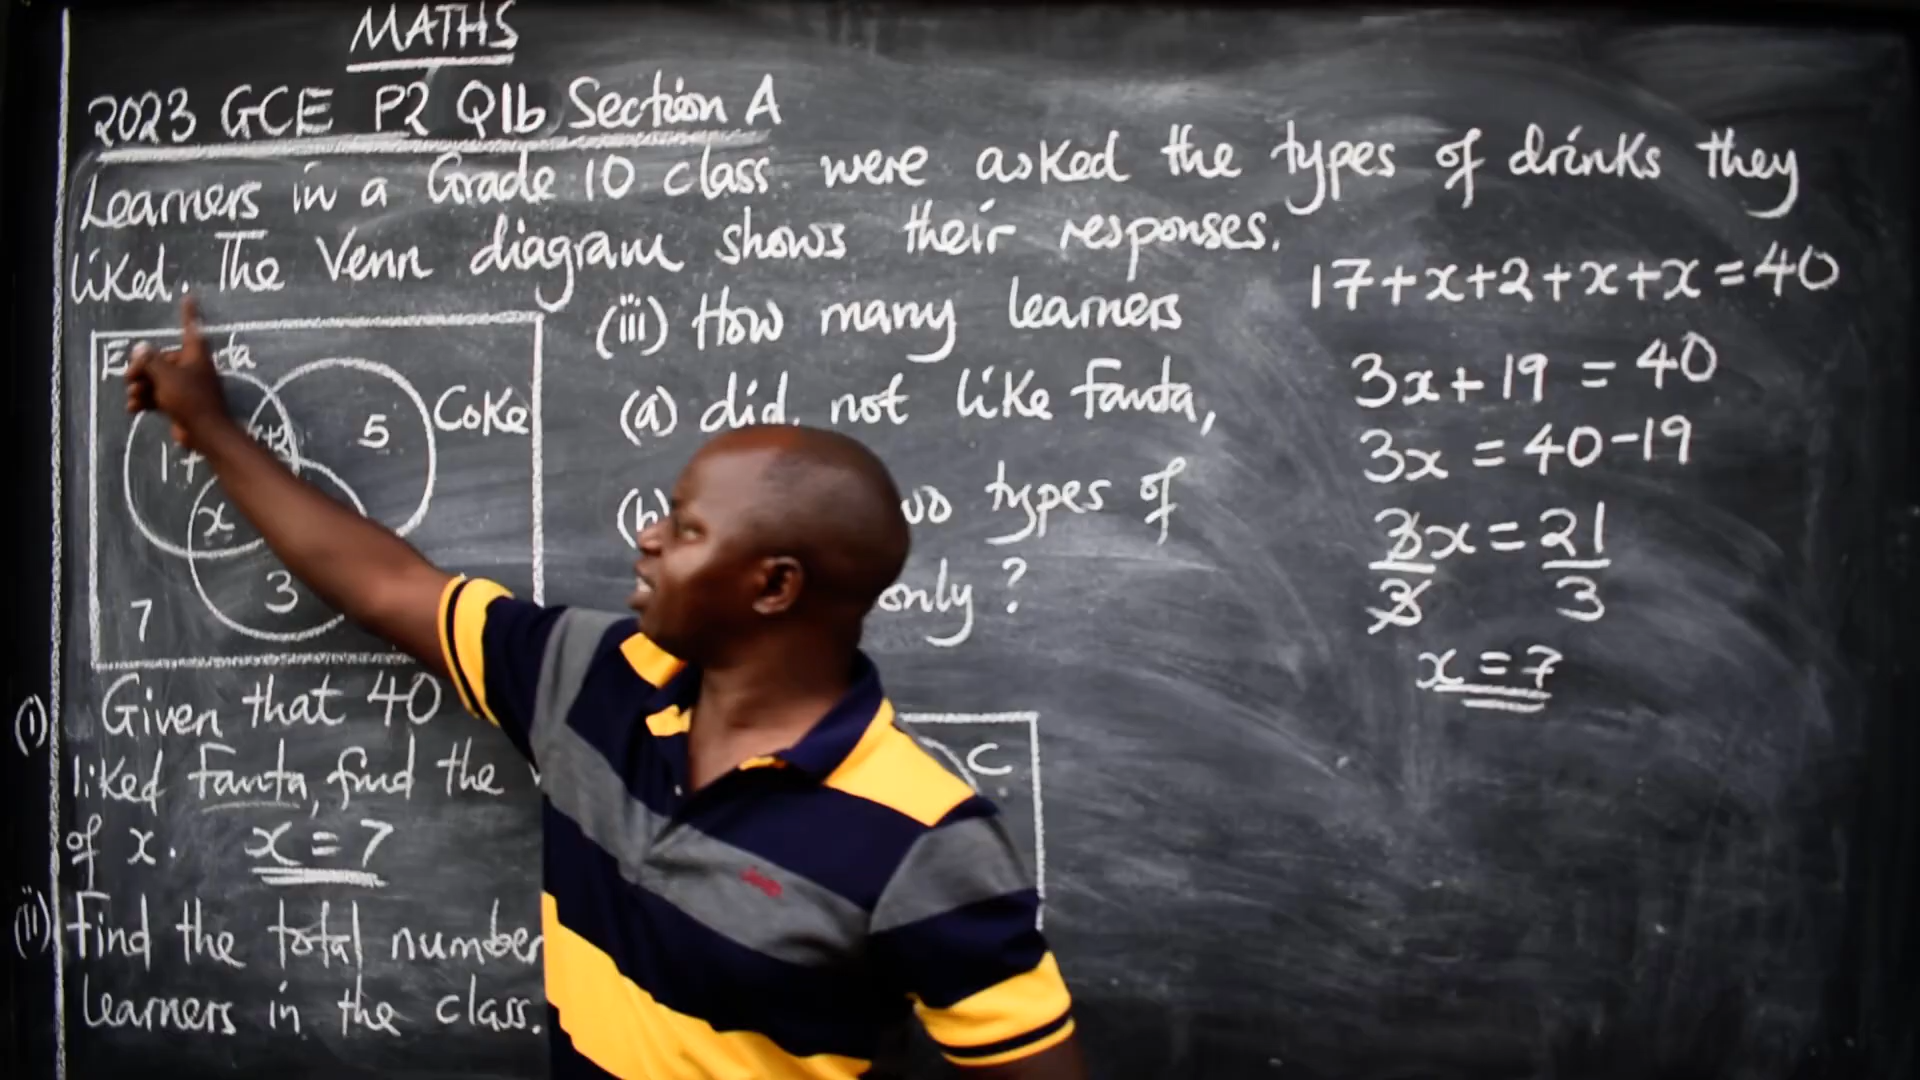 MATHS
2023 GCE P2 Q1b Section A
Learners in a Grade 10 class were asked the types of drinks they
liked. The Venn diagram shows their responses.
E
Coke
17
5
x
3
7
(i) Given that 40
liked Fanta, find the
of x. x = 7
(ii) Find the total number
learners in the class.
(iii) How many learners
(a) did not like Fanta,
types of
only ?
C
17+x+2+x+x=40
3x+19 = 40
3x = 40-19
3x = 21
3 3
x = 7